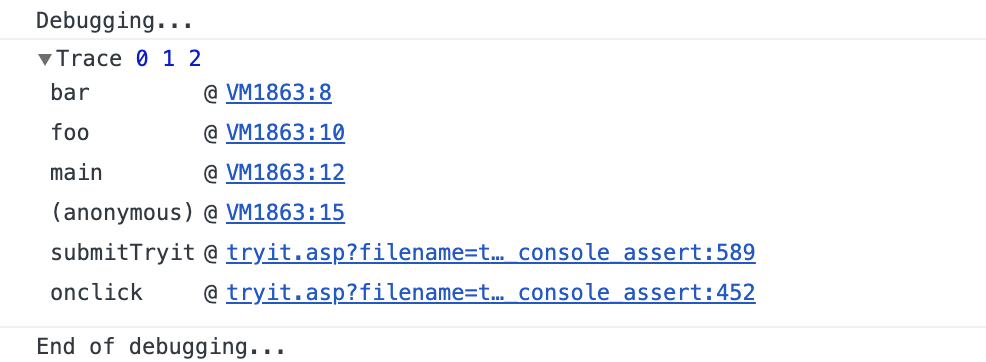 Debugging...
▼Trace 0 1 2
bar @ VM1863:8
foo @ VM1863:10
main @ VM1863:12
(anonymous) @ VM1863:15
submitTryit @ tryit.asp?filename=t…_console_assert:589
onclick @ tryit.asp?filename=t…_console_assert:452
End of debugging...